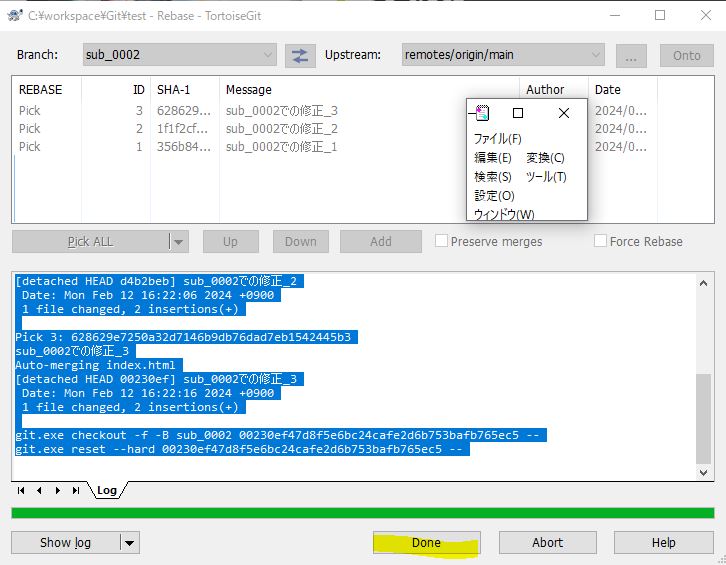 C:¥workspace¥Git¥test - Rebase - TortoiseGit
Branch: sub_0002 Upstream: remotes/origin/main ... Onto
REBASE ID SHA-1 Message Author Date
Pick 3 628629... sub_0002での修正_3 2024/0...
Pick 2 1f1f2cf... sub_0002での修正_2 2024/0...
Pick 1 356b84... sub_0002での修正_1 2024/0...
ファイル(F)
編集(E) 変換(C)
検索(S) ツール(T)
設定(O)
ウィンドウ(W)
Pick ALL Up Down Add Preserve merges Force Rebase
[detached HEAD d4b2beb] sub_0002での修正_2
Date: Mon Feb 12 16:22:06 2024 +0900
1 file changed, 2 insertions(+)
Pick 3: 628629e7250a32d7146b9db76dad7eb1542445b3
sub_0002での修正_3
Auto-merging index.html
[detached HEAD 00230ef] sub_0002での修正_3
Date: Mon Feb 12 16:22:16 2024 +0900
1 file changed, 2 insertions(+)
git.exe checkout -f -B sub_0002 00230ef47d8f5e6bc24cafe2d6b753bafb765ec5 --
git.exe reset --hard 00230ef47d8f5e6bc24cafe2d6b753bafb765ec5 --
Log
Show log Done Abort Help